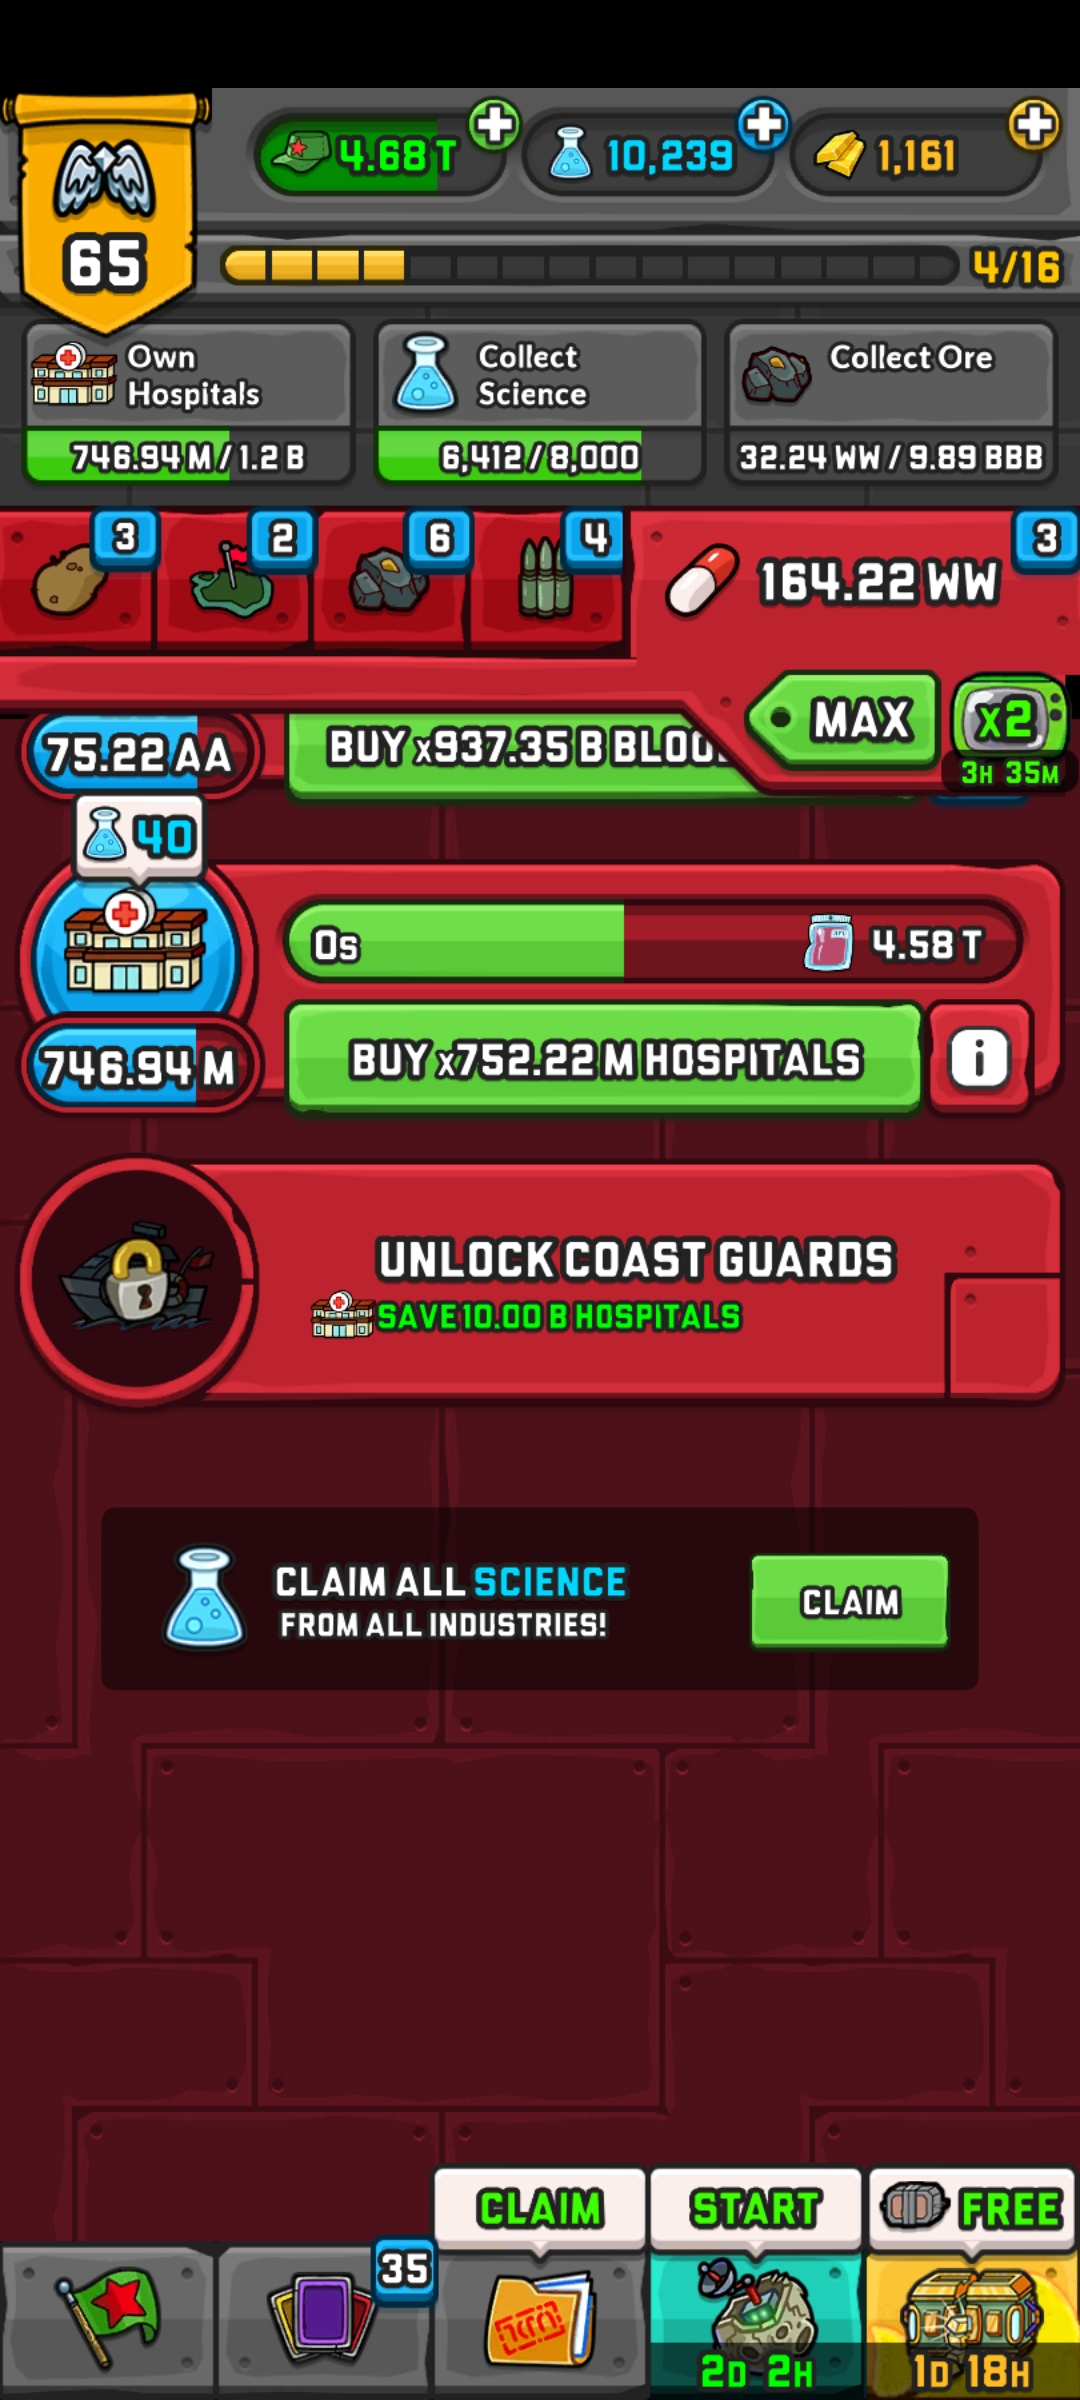 4.68 T
10,239
1,161
65
4/16
Own
Hospitals
746.94 M / 1.2 B
Collect
Science
6,412 / 8,000
Collect Ore
32.24 WW / 9.89 BBB
3
2
6
4
3
164.22 WW
MAX
x2
3H 35M
75.22 AA
BUY x937.35 B
40
0s
4.58 T
746.94 M
BUY x752.22 M HOSPITALS
i
UNLOCK COAST GUARDS
SAVE 10.00 B HOSPITALS
CLAIM ALL SCIENCE
FROM ALL INDUSTRIES!
CLAIM
CLAIM
START
FREE
35
2D 2H
1D 18H